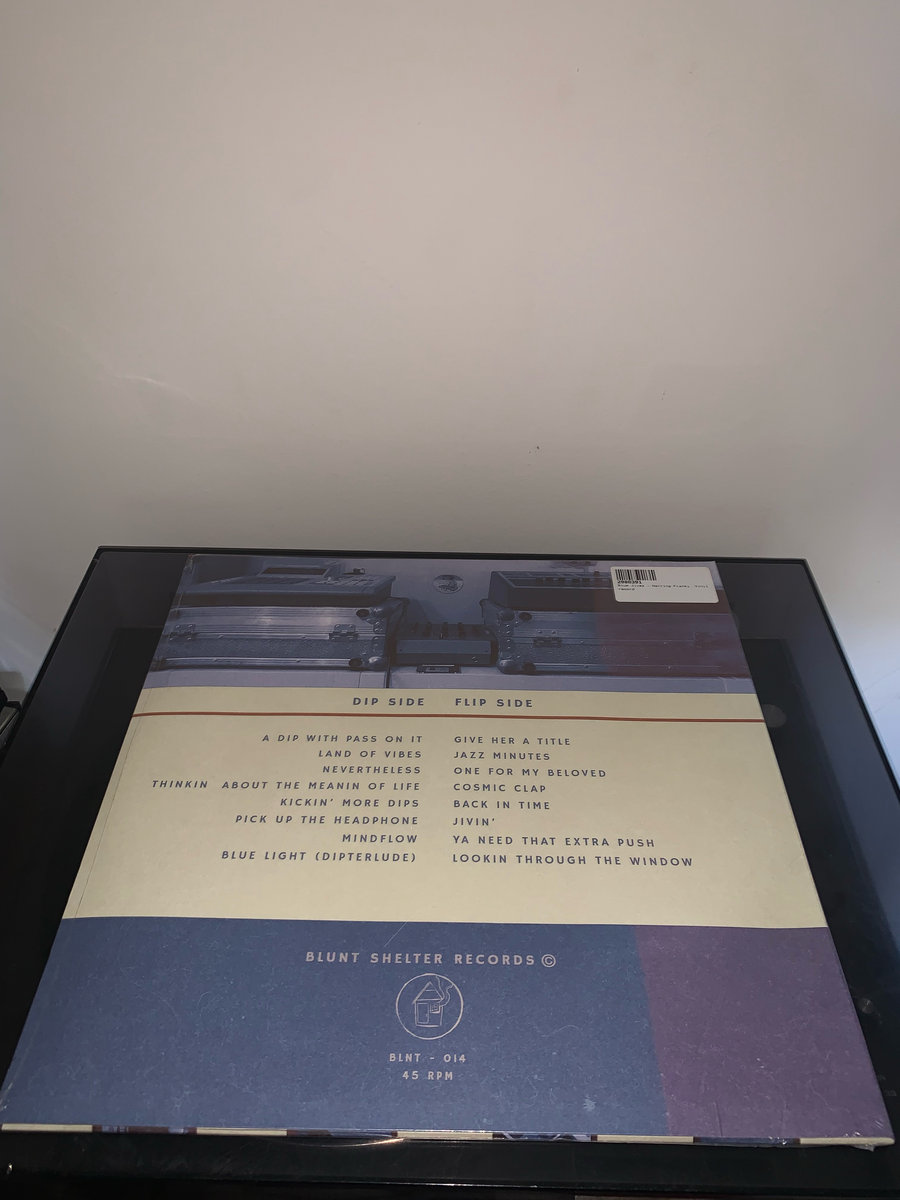 2980391
DIP SIDE
A DIP WITH PASS ON IT
LAND OF VIBES
NEVERTHELESS
THINKIN ABOUT THE MEANIN OF LIFE
KICKIN' MORE DIPS
PICK UP THE HEADPHONE
MINDFLOW
BLUE LIGHT (DIPTERLUDE)
FLIP SIDE
GIVE HER A TITLE
JAZZ MINUTES
ONE FOR MY BELOVED
COSMIC CLAP
BACK IN TIME
JIVIN'
YA NEED THAT EXTRA PUSH
LOOKIN THROUGH THE WINDOW
BLUNT SHELTER RECORDS ©
BLNT - 014
45 RPM